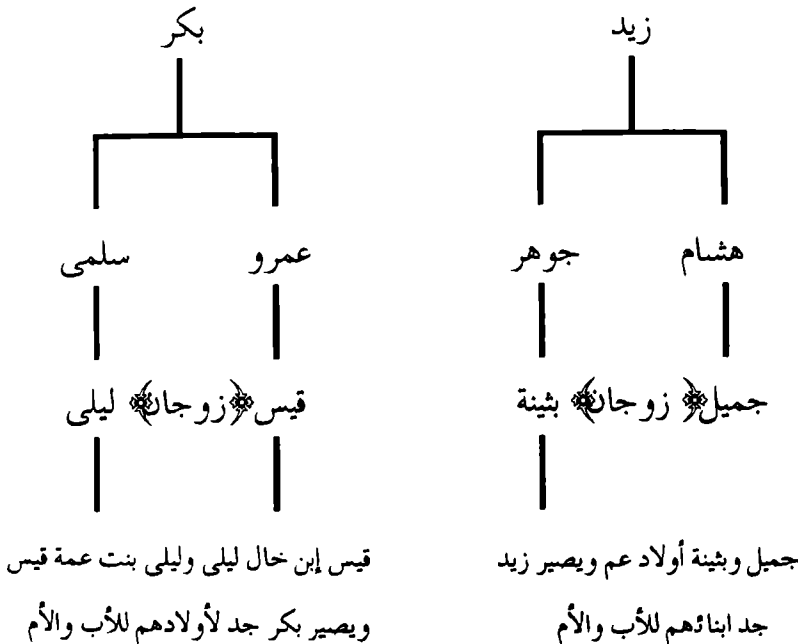 زيد
هشام جوهر
جميل﴿ زوجان﴾ بثينة
جميل وبثينة أولاد عم ويصير زيد
جد ابنائهم للأب والأم
بكر
عمرو سلمى
قيس﴿زوجان﴾ ليلى
قيس إبن خال ليلى وليلى بنت عمة قيس
ويصير بكر جد لأولادهم للأب والأم